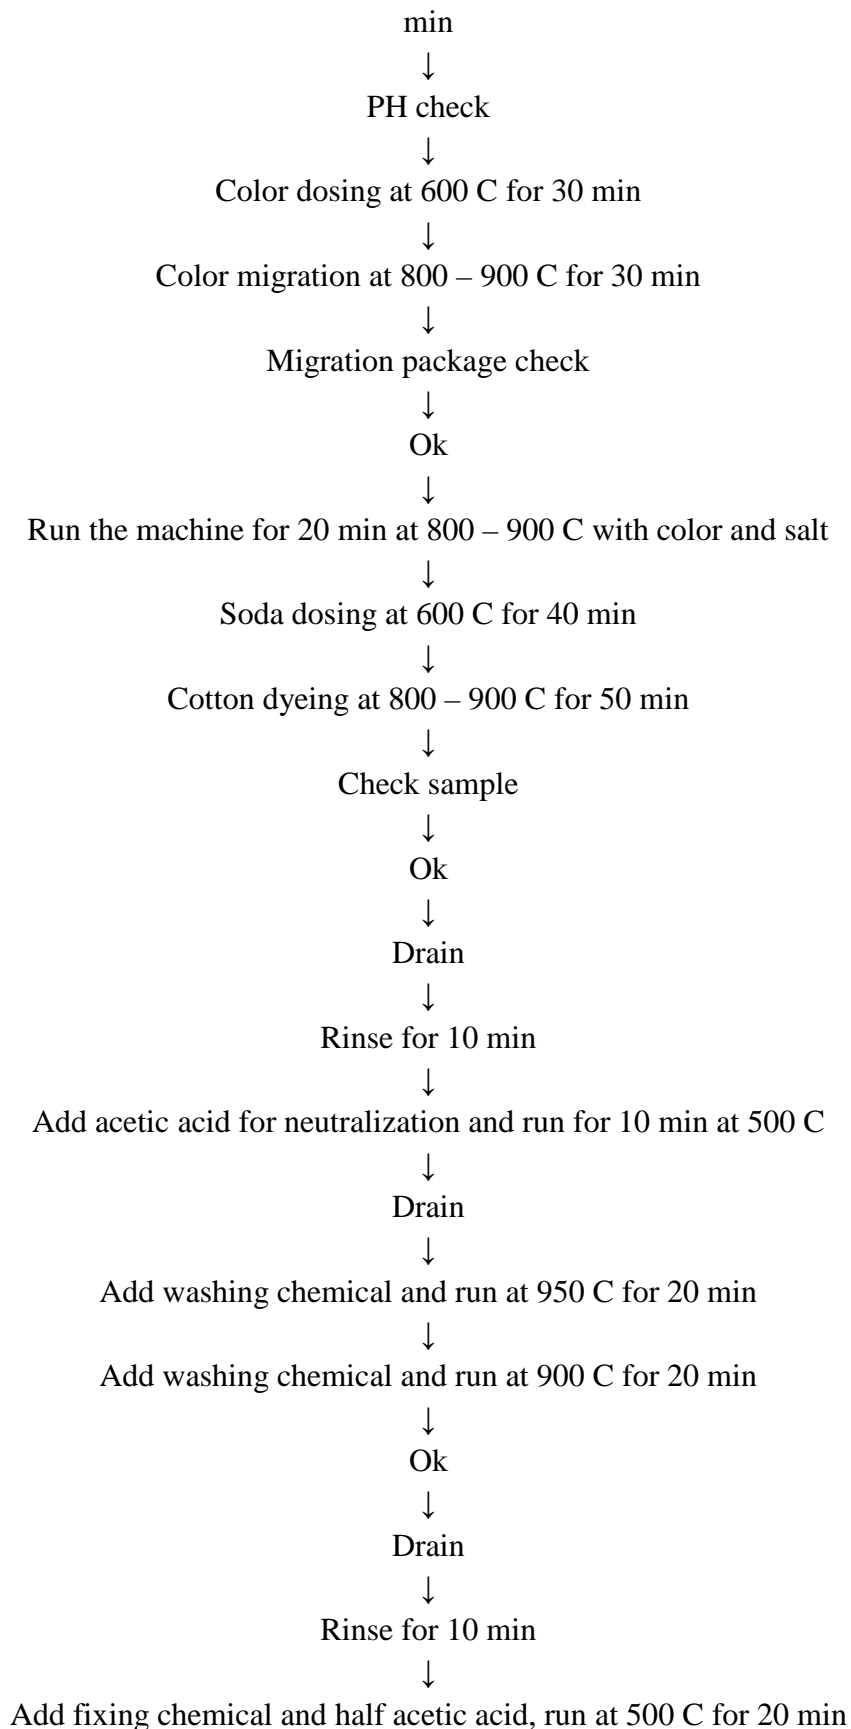 min
↓
PH check
↓
Color dosing at 600 C for 30 min
↓
Color migration at 800 – 900 C for 30 min
↓
Migration package check
↓
Ok
↓
Run the machine for 20 min at 800 – 900 C with color and salt
↓
Soda dosing at 600 C for 40 min
↓
Cotton dyeing at 800 – 900 C for 50 min
↓
Check sample
↓
Ok
↓
Drain
↓
Rinse for 10 min
↓
Add acetic acid for neutralization and run for 10 min at 500 C
↓
Drain
↓
Add washing chemical and run at 950 C for 20 min
↓
Add washing chemical and run at 900 C for 20 min
↓
Ok
↓
Drain
↓
Rinse for 10 min
↓
Add fixing chemical and half acetic acid, run at 500 C for 20 min